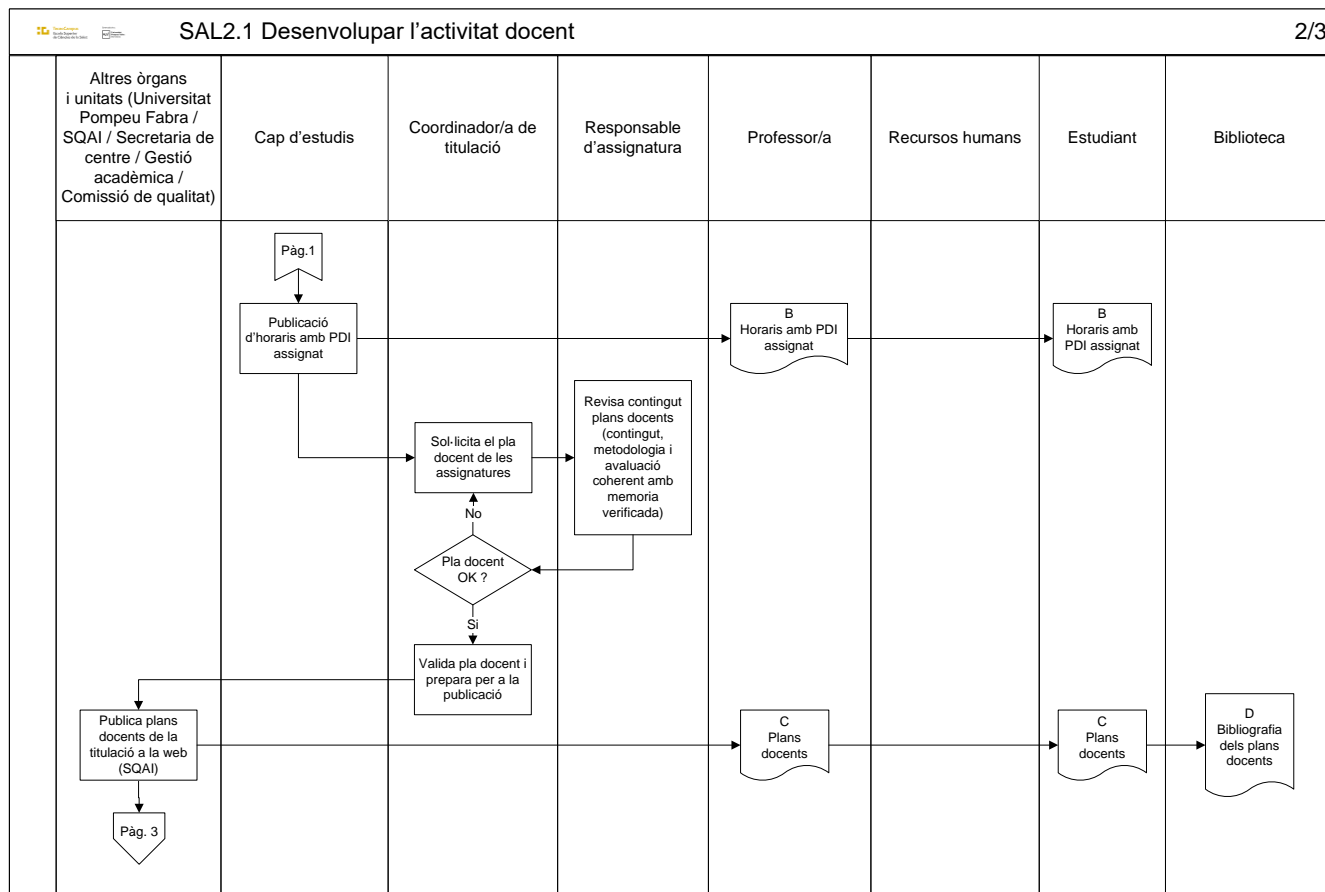 SAL2.1 Desenvolupar l'activitat docent
2/3
Altres òrgans
i unitats (Universitat
Pompeu Fabra /
SQAI / Secretaria de
centre / Gestió
acadèmica /
Comissió de qualitat)
Cap d'estudis
Coordinador/a de
titulació
Responsable
d'assignatura
Professor/a
Recursos humans
Estudiant
Biblioteca
Pàg.1
Publicació
d'horaris amb PDI
assignat
B
Horaris amb PDI
assignat
B
Horaris amb
PDI assignat
Sol·licita el pla
docent de les
assignatures
Revisa contingut
plans docents
(contingut,
metodologia i
avaluació
coherent amb
memoria
verificada)
No
Pla docent
OK ?
Si
Valida pla docent i
prepara per a la
publicació
Publica plans
docents de la
titulació a la web
(SQAI)
C
Plans
docents
C
Plans
docents
D
Bibliografia
dels plans
docents
Pàg. 3